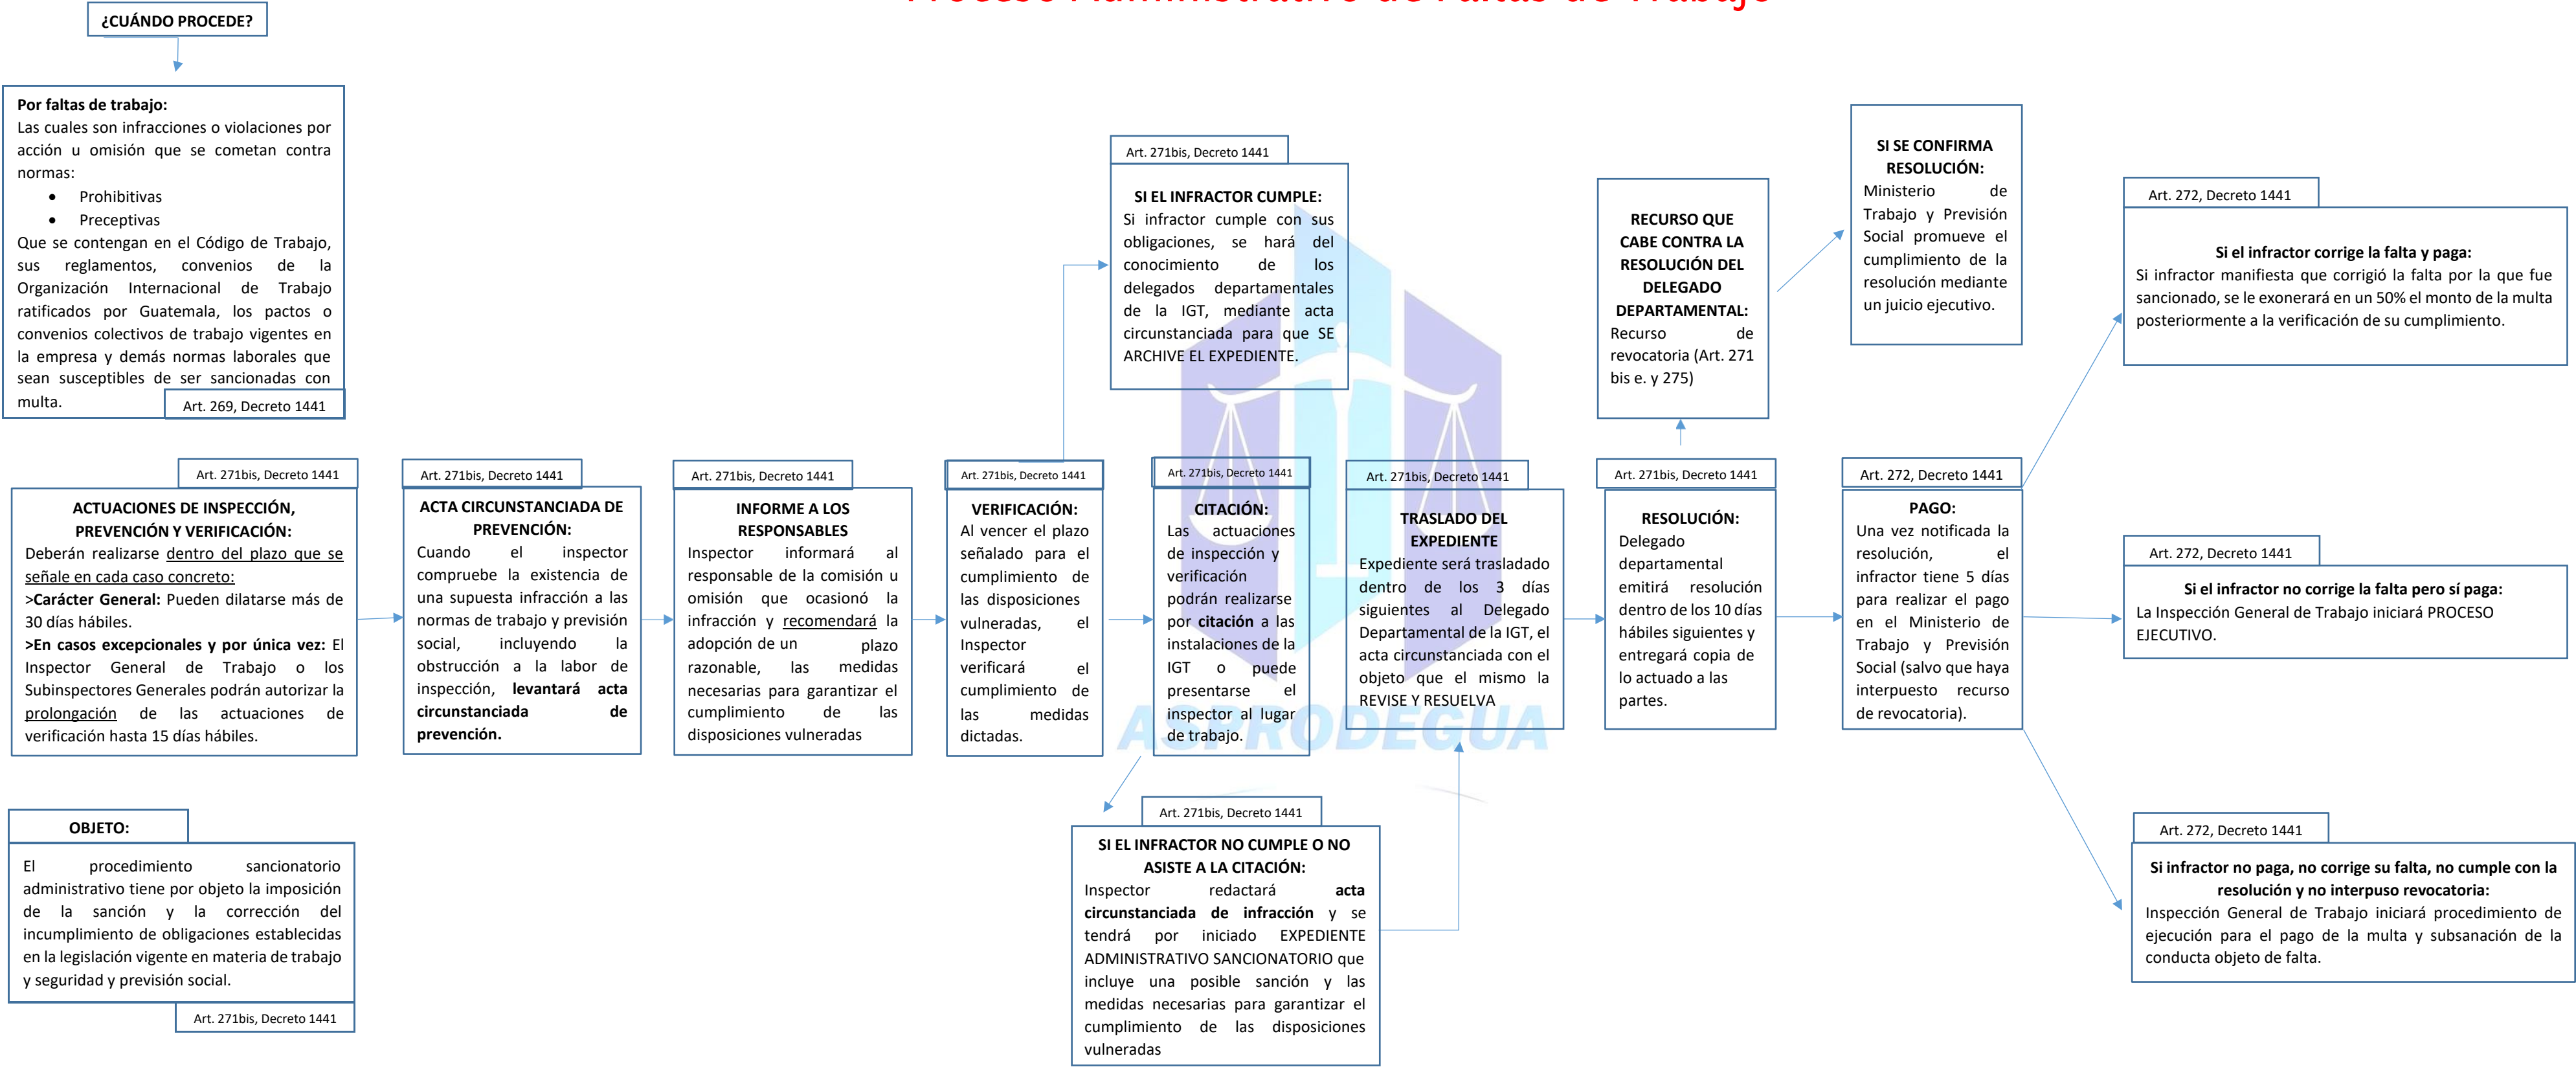 Proceso Administrativo de Faltas de Trabajo
¿CUÁNDO PROCEDE?
Por faltas de trabajo:
Las cuales son infracciones o violaciones por
acción u omisión que se cometan contra
normas:
• Prohibitivas
• Preceptivas
Que se contengan en el Código de Trabajo,
sus reglamentos, convenios de la
Organización Internacional de Trabajo
ratificados por Guatemala, los pactos o
convenios colectivos de trabajo vigentes en
la empresa y demás normas laborales que
sean susceptibles de ser sancionadas con
multa.
Art. 269, Decreto 1441
Art. 271bis, Decreto 1441
ACTUACIONES DE INSPECCIÓN,
PREVENCIÓN Y VERIFICACIÓN:
Deberán realizarse dentro del plazo que se
señale en cada caso concreto:
>Carácter General: Pueden dilatarse más de
30 días hábiles.
>En casos excepcionales y por única vez: El
Inspector General de Trabajo o los
Subinspectores Generales podrán autorizar la
prolongación de las actuaciones de
verificación hasta 15 días hábiles.
OBJETO:
El procedimiento sancionatorio
administrativo tiene por objeto la imposición
de la sanción y la corrección del
incumplimiento de obligaciones establecidas
en la legislación vigente en materia de trabajo
y seguridad y previsión social.
Art. 271bis, Decreto 1441
Art. 271bis, Decreto 1441
ACTA CIRCUNSTANCIADA DE
PREVENCIÓN:
Cuando el inspector
compruebe la existencia de
una supuesta infracción a las
normas de trabajo y previsión
social, incluyendo la
obstrucción a la labor de
inspección, levantará acta
circunstanciada de
prevención.
Art. 271bis, Decreto 1441
INFORME A LOS
RESPONSABLES
Inspector informará al
responsable de la comisión u
omisión que ocasionó la
infracción y recomendará la
adopción de un plazo
razonable, las medidas
necesarias para garantizar el
cumplimiento de las
disposiciones vulneradas
Art. 271bis, Decreto 1441
VERIFICACIÓN:
Al vencer el plazo
señalado para el
cumplimiento de
las disposiciones
vulneradas, el
Inspector
verificará el
cumplimiento de
las medidas
dictadas.
Art. 271bis, Decreto 1441
SI EL INFRACTOR CUMPLE:
Si infractor cumple con sus
obligaciones, se hará del
conocimiento de los
delegados departamentales
de la IGT, mediante acta
circunstanciada para que SE
ARCHIVE EL EXPEDIENTE.
Art. 271bis, Decreto 1441
CITACIÓN:
Las actuaciones
de inspección y
verificación
podrán realizarse
por citación a las
instalaciones de la
IGT o puede
presentarse el
inspector al lugar
de trabajo.
Art. 271bis, Decreto 1441
SI EL INFRACTOR NO CUMPLE O NO
ASISTE A LA CITACIÓN:
Inspector redactará acta
circunstanciada de infracción y se
tendrá por iniciado EXPEDIENTE
ADMINISTRATIVO SANCIONATORIO que
incluye una posible sanción y las
medidas necesarias para garantizar el
cumplimiento de las disposiciones
vulneradas
Art. 271bis, Decreto 1441
TRASLADO DEL
EXPEDIENTE
Expediente será trasladado
dentro de los 3 días
siguientes al Delegado
Departamental de la IGT, el
acta circunstanciada con el
objeto que el mismo la
REVISE Y RESUELVA
ASPRODEGUA
Art. 271bis, Decreto 1441
RESOLUCIÓN:
Delegado
departamental
emitirá resolución
dentro de los 10 días
hábiles siguientes y
entregará copia de
lo actuado a las
partes.
RECURSO QUE
CABE CONTRA LA
RESOLUCIÓN DEL
DELEGADO
DEPARTAMENTAL:
Recurso de
revocatoria (Art. 271
bis e. y 275)
SI SE CONFIRMA
RESOLUCIÓN:
Ministerio de
Trabajo y Previsión
Social promueve el
cumplimiento de la
resolución mediante
un juicio ejecutivo.
Art. 272, Decreto 1441
PAGO:
Una vez notificada la
resolución, el
infractor tiene 5 días
para realizar el pago
en el Ministerio de
Trabajo y Previsión
Social (salvo que haya
interpuesto recurso
de revocatoria).
Art. 272, Decreto 1441
Si el infractor corrige la falta y paga:
Si infractor manifiesta que corrigió la falta por la que fue
sancionado, se le exonerará en un 50% el monto de la multa
posteriormente a la verificación de su cumplimiento.
Art. 272, Decreto 1441
Si el infractor no corrige la falta pero sí paga:
La Inspección General de Trabajo iniciará PROCESO
EJECUTIVO.
Art. 272, Decreto 1441
Si infractor no paga, no corrige su falta, no cumple con la
resolución y no interpuso revocatoria:
Inspección General de Trabajo iniciará procedimiento de
ejecución para el pago de la multa y subsanación de la
conducta objeto de falta.